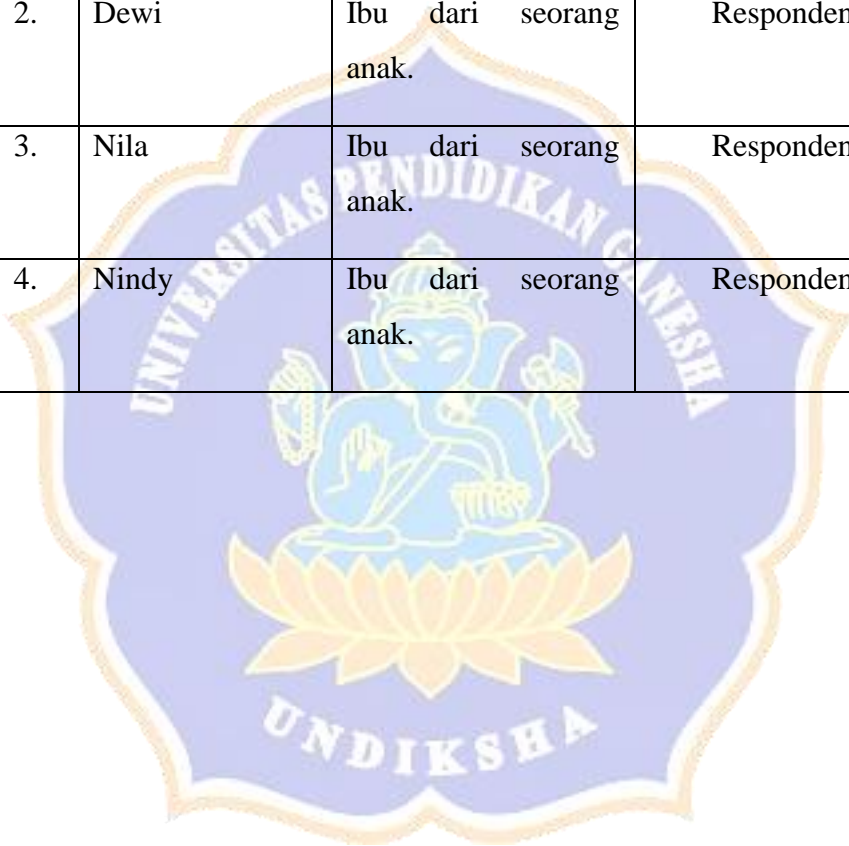 2. Dewi Ibu dari seorang Responden
anak.
3. Nila Ibu dari seorang Responden
anak.
4. Nindy Ibu dari seorang Responden
anak.
UNIVERSITAS PENDIDIKAN GANESHA
UNDIKSHA